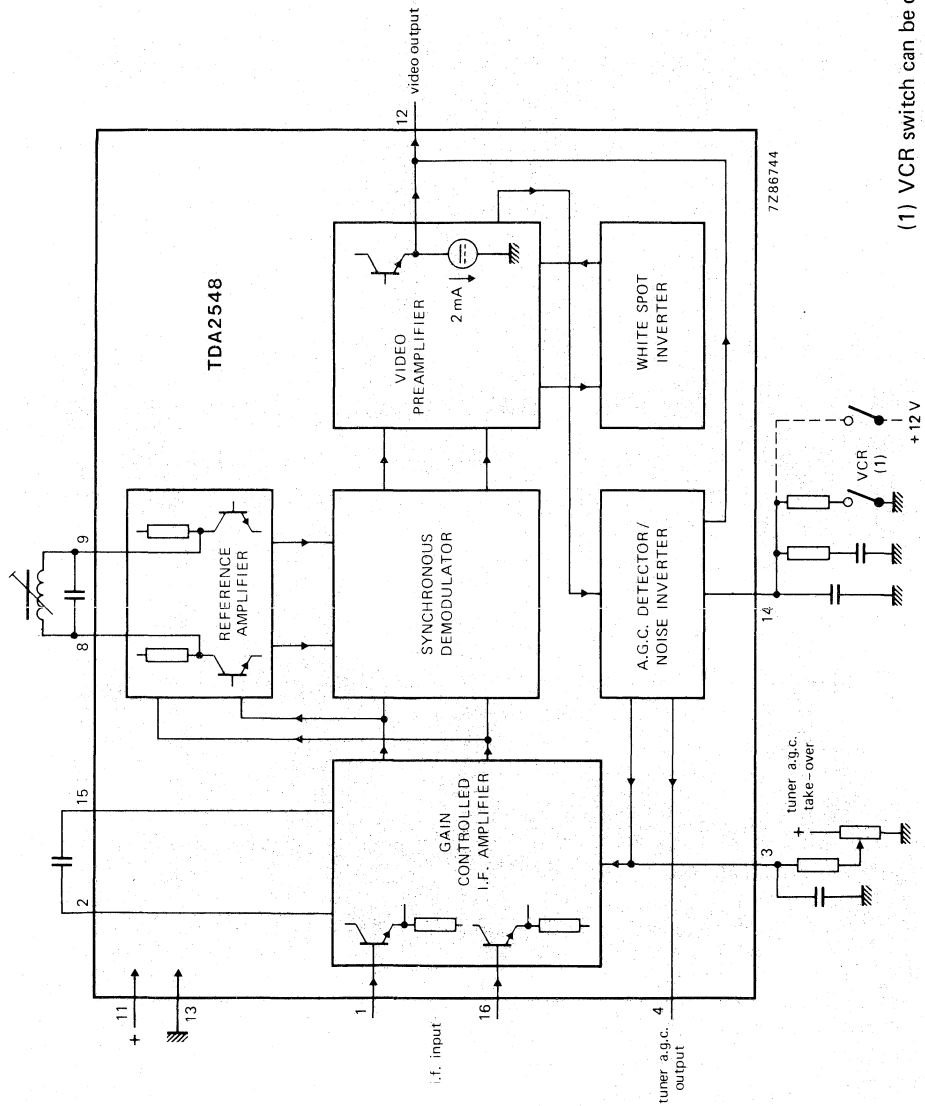 TDA2548
8
9
2
15
REFERENCE
AMPLIFIER
11
+
13
1
i.f. input
16
GAIN
CONTROLLED
I.F. AMPLIFIER
SYNCHRONOUS
DEMODULATOR
VIDEO
PREAMPLIFIER
2 mA
12
video output
4
tuner a.g.c.
output
A.G.C. DETECTOR/
NOISE INVERTER
WHITE SPOT
INVERTER
3
tuner a.g.c.
take-over
+
14
VCR
(1)
+12 V
7Z86744
(1) VCR switch can be c